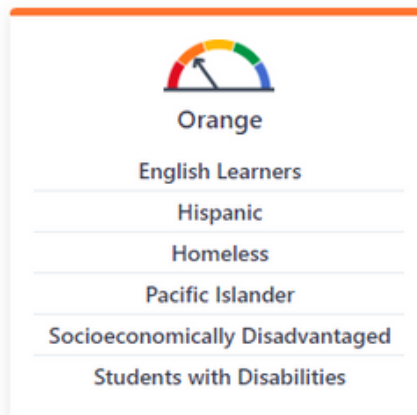 Orange
English Learners
Hispanic
Homeless
Pacific Islander
Socioeconomically Disadvantaged
Students with Disabilities